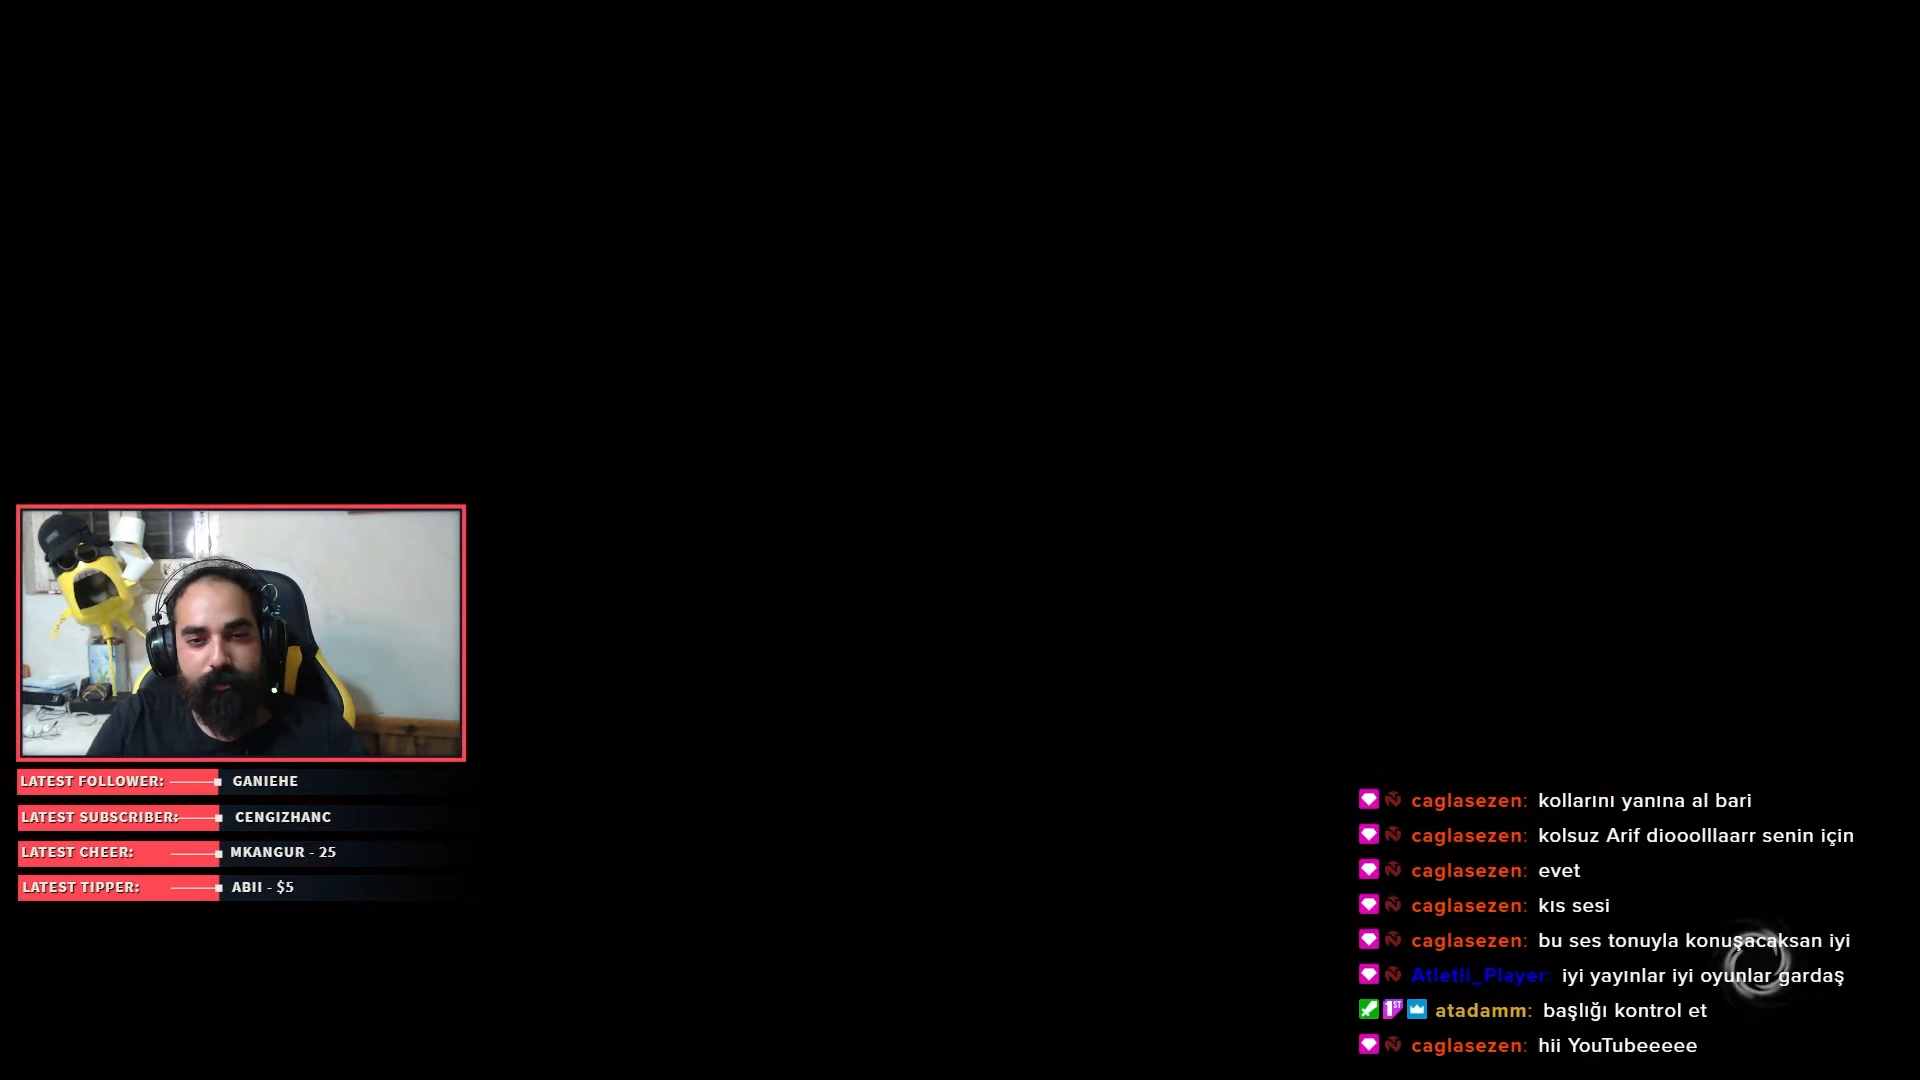 LATEST FOLLOWER: GANIEHE
LATEST SUBSCRIBER: CENGIZHANC
LATEST CHEER: MKANGUR - 25
LATEST TIPPER: ABII - $5
caglasezen: kollarını yanına al bari
caglasezen: kolsuz Arif diooolllaarr senin için
caglasezen: evet
caglasezen: kıs sesi
caglasezen: bu ses tonuyla konuşacaksan iyi
Atletli_Player: iyi yayınlar iyi oyunlar gardaş
1ST atadamm: başlığı kontrol et
caglasezen: hii YouTubeeeee